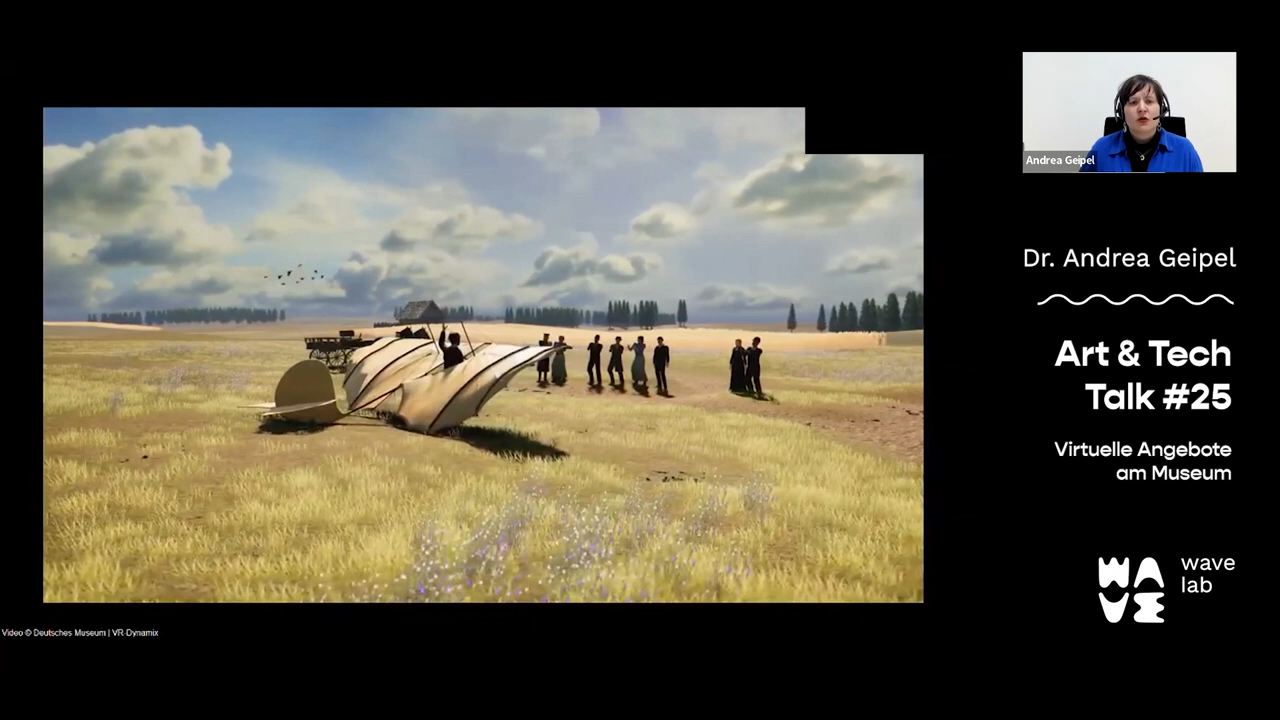 Andrea Geipel
Dr. Andrea Geipel
Art & Tech
Talk #25
Virtuelle Angebote
am Museum
WAVE
wave
lab
Video © Deutsches Museum | VR-Dynamix